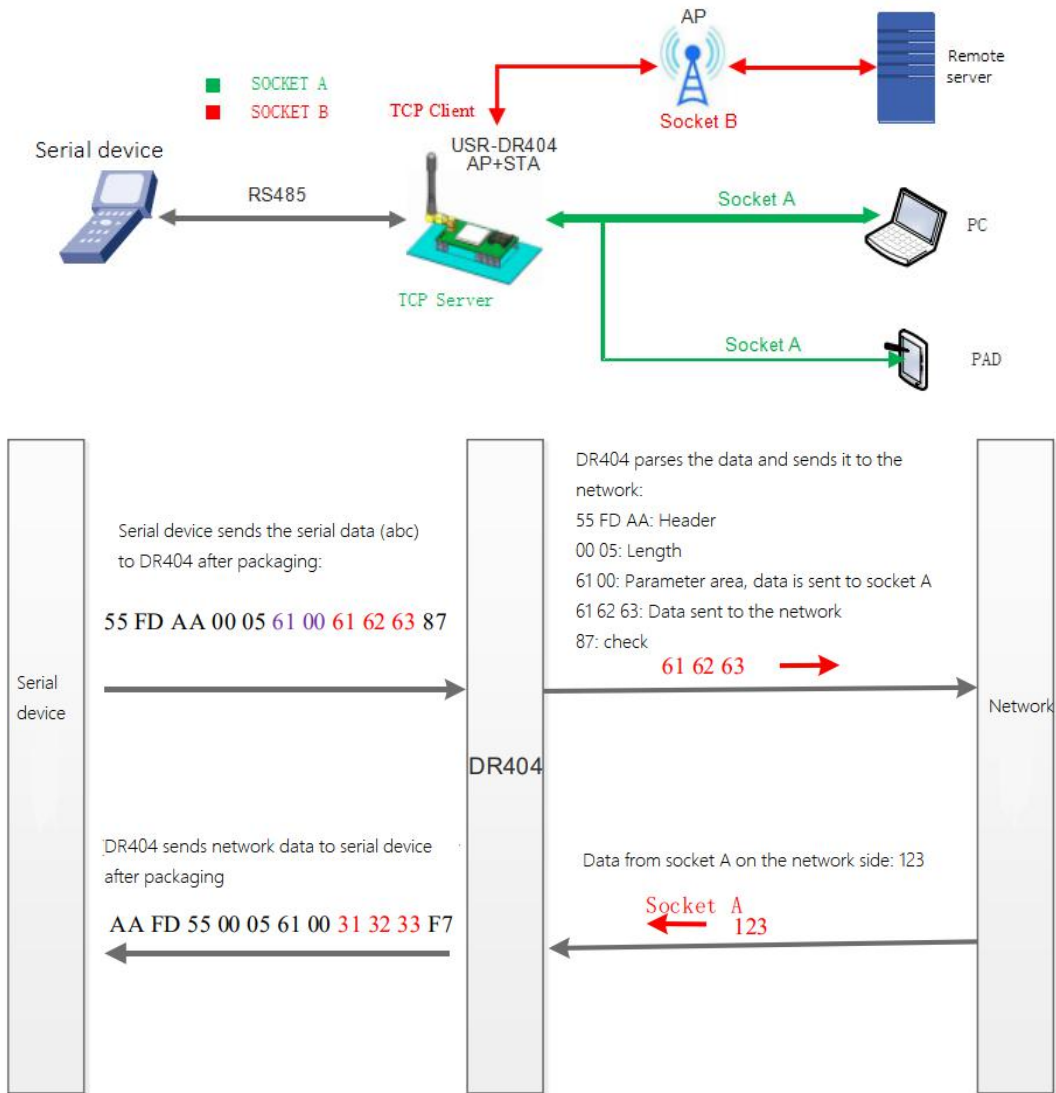 AP
SOCKET A
SOCKET B
TCP Client
Remote
server
Socket B
USR-DR404
AP+STA
Serial device
RS485
Socket A
PC
TCP Server
Socket A
PAD
DR404 parses the data and sends it to the
network:
55 FD AA: Header
00 05: Length
61 00: Parameter area, data is sent to socket A
61 62 63: Data sent to the network
87: check
61 62 63
Serial device sends the serial data (abc)
to DR404 after packaging:
55 FD AA 00 05 61 00 61 62 63 87
Serial
device
DR404
Network
DR404 sends network data to serial device
after packaging
AA FD 55 00 05 61 00 31 32 33 F7
Data from socket A on the network side: 123
Socket A
123